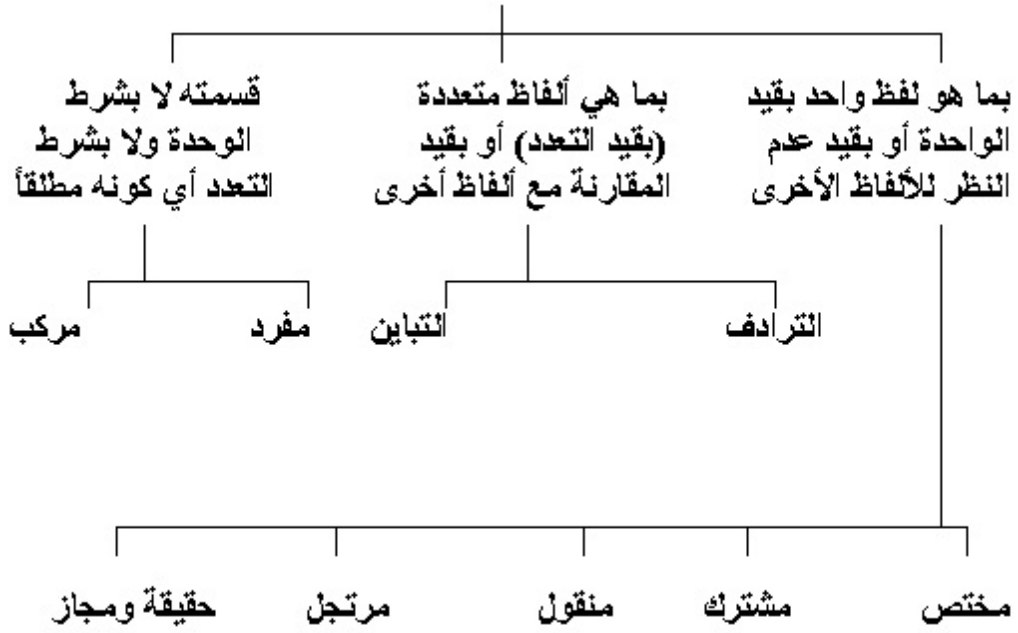 بما هو لفظ واحد بقيد
الواحدة أو بقيد عدم
النظر للألفاظ الأخرى
بما هي ألفاظ متعددة
(بقيد التعدد) أو بقيد
المقارنة مع ألفاظ أخرى
قسمته لا بشرط
الوحدة ولا بشرط
التعدد أي كونه مطلقأ
الترادف
التباين
مفرد
مركب
مختص
مشترك
منقول
مرتجل
حقيقة ومجاز